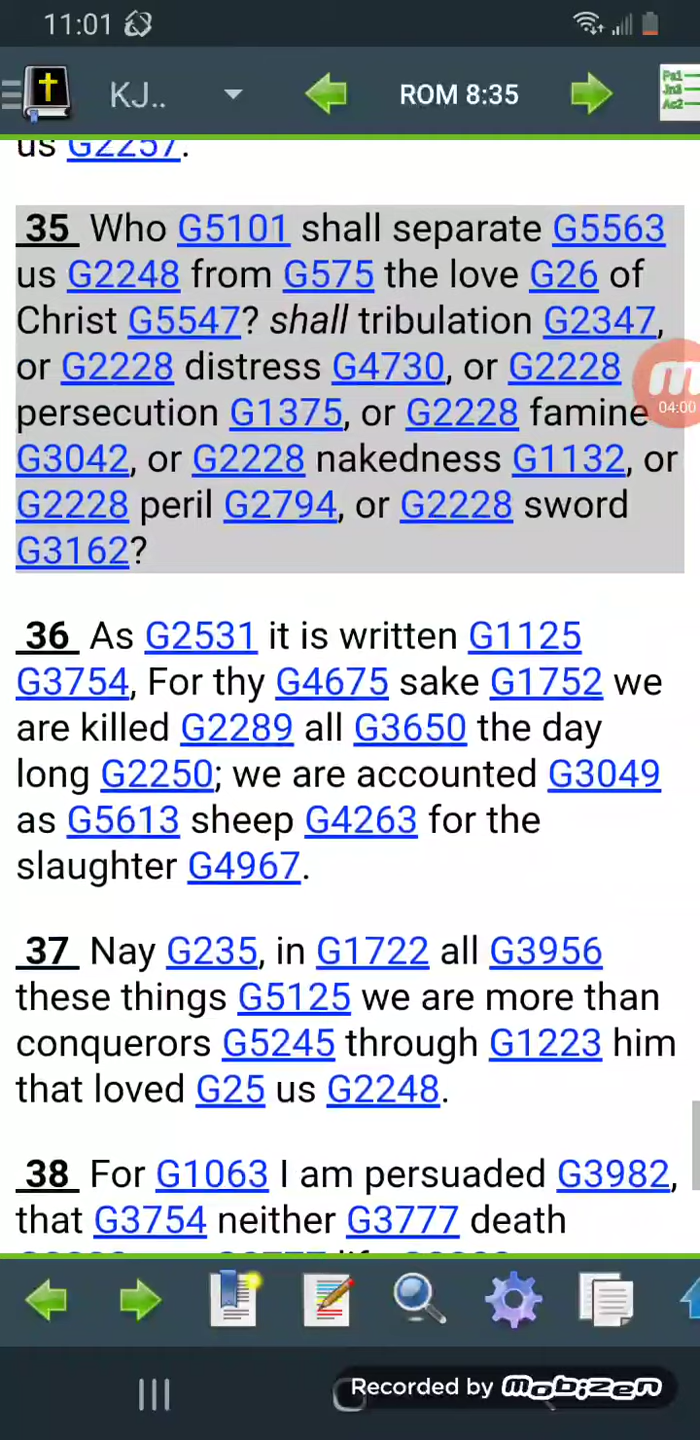 11:01
KJ..
ROM 8:35
Ps1
Jn3
Ac2
us G2257.
35 Who G5101 shall separate G5563
us G2248 from G575 the love G26 of
Christ G5547? shall tribulation G2347,
or G2228 distress G4730, or G2228
persecution G1375, or G2228 famine
G3042, or G2228 nakedness G1132, or
G2228 peril G2794, or G2228 sword
G3162?
04:00
36 As G2531 it is written G1125
G3754, For thy G4675 sake G1752 we
are killed G2289 all G3650 the day
long G2250; we are accounted G3049
as G5613 sheep G4263 for the
slaughter G4967.
37 Nay G235, in G1722 all G3956
these things G5125 we are more than
conquerors G5245 through G1223 him
that loved G25 us G2248.
38 For G1063 I am persuaded G3982,
that G3754 neither G3777 death
Recorded by Mobizen